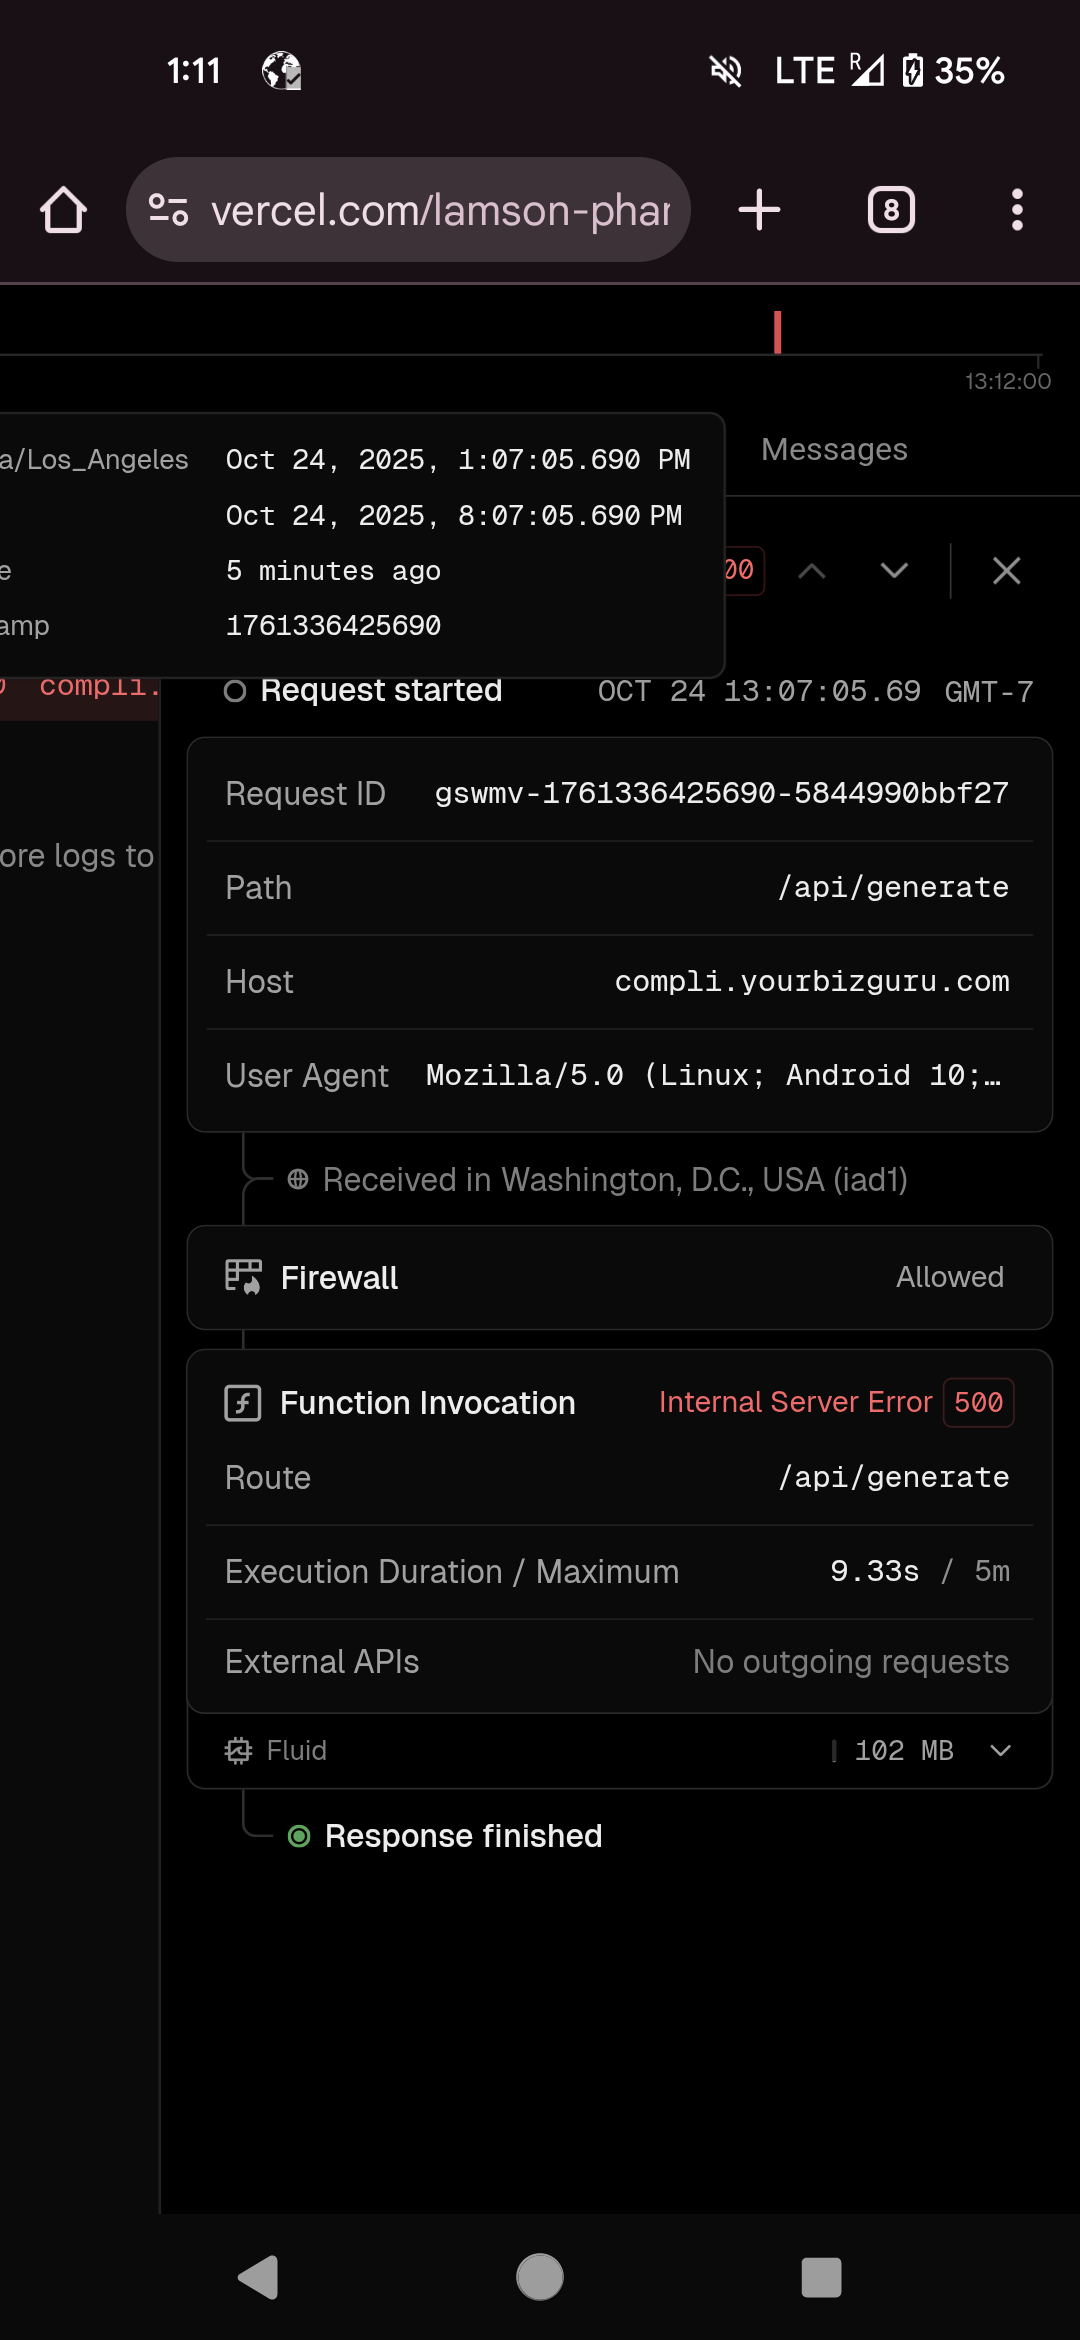 1:11
LTE R 35%
vercel.com/lamson-phar
8
13:12:00
a/Los_Angeles Oct 24, 2025, 1:07:05.690 PM
Messages
Oct 24, 2025, 8:07:05.690 PM
e 5 minutes ago
00
amp 1761336425690
0 compli.
Request started OCT 24 13:07:05.69 GMT-7
Request ID gswmv-1761336425690-5844990bbf27
ore logs to
Path /api/generate
Host compli.yourbizguru.com
User Agent Mozilla/5.0 (Linux; Android 10;…
Received in Washington, D.C., USA (iad1)
Firewall Allowed
Function Invocation Internal Server Error 500
Route /api/generate
Execution Duration / Maximum 9.33s / 5m
External APIs No outgoing requests
Fluid 102 MB
Response finished